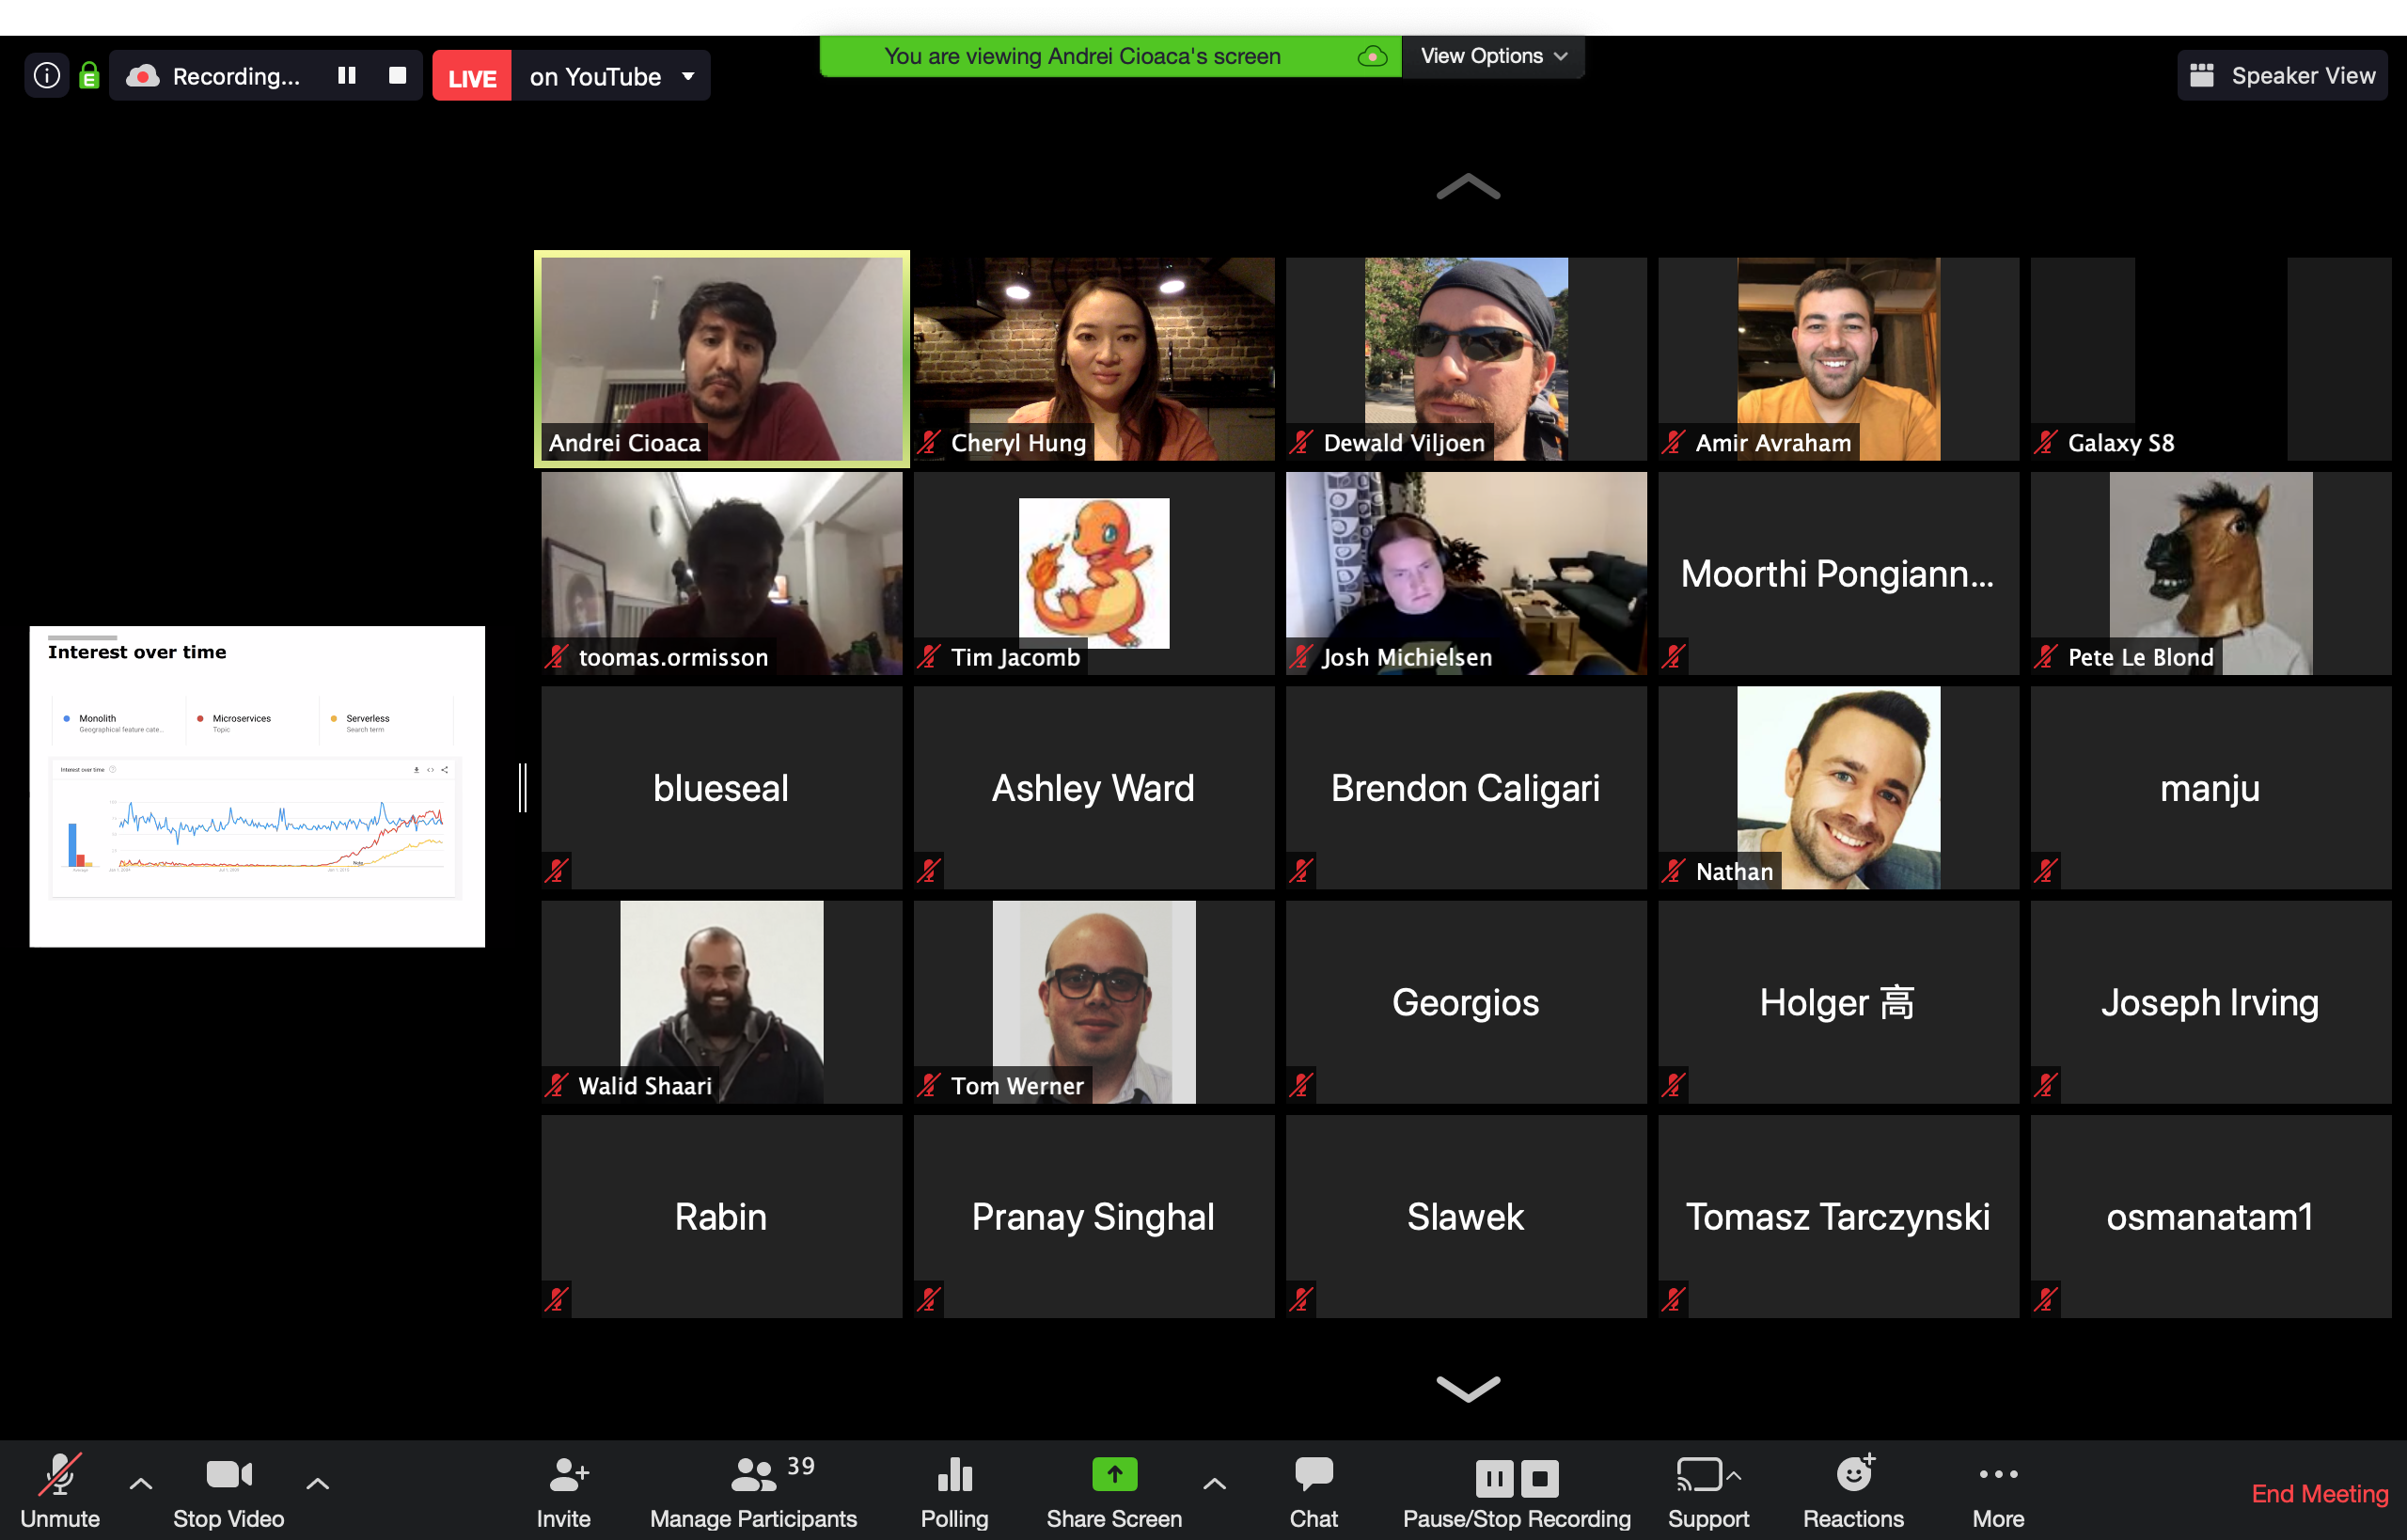 Recording...
LIVE
on YouTube
You are viewing Andrei Cioaca's screen
View Options
Speaker View
Andrei Cioaca
Cheryl Hung
Dewald Viljoen
Amir Avraham
Galaxy S8
toomas.ormisson
Tim Jacomb
Josh Michielsen
Moorthi Pongiann...
Pete Le Blond
Interest over time
Monolith
Geographical feature cate...
Microservices
Topic
Serverless
Search term
Interest over time
Average
blueseal
Ashley Ward
Brendon Caligari
Nathan
manju
Walid Shaari
Tom Werner
Georgios
Holger 高
Joseph Irving
Rabin
Pranay Singhal
Slawek
Tomasz Tarczynski
osmanatam1
Unmute
Stop Video
Invite
39
Manage Participants
Polling
Share Screen
Chat
Pause/Stop Recording
Support
Reactions
More
End Meeting